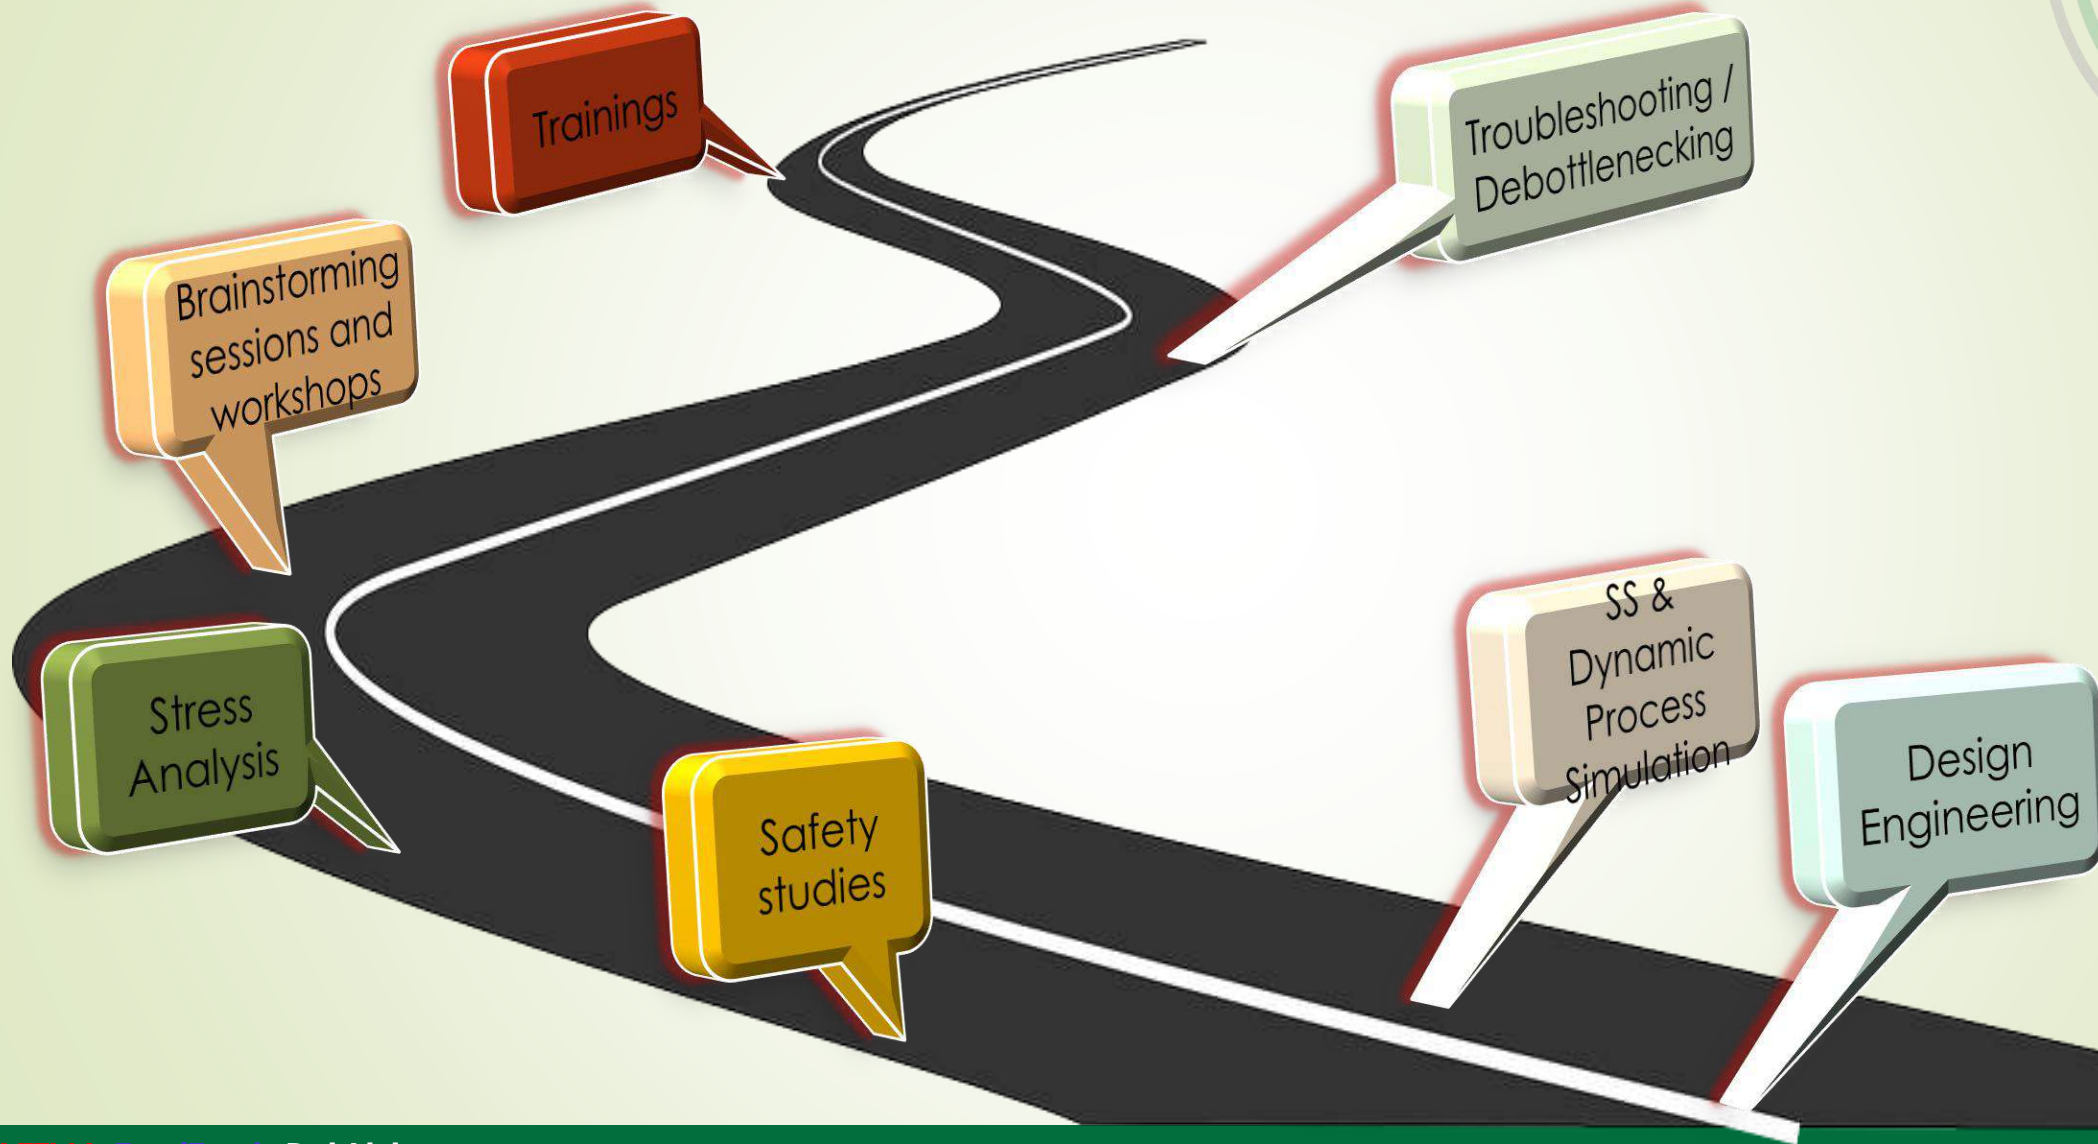 Trainings
Troubleshooting /
Debottlenecking
Brainstorming
sessions and
workshops
SS &
Dynamic
Process
Simulation
Stress
Analysis
Design
Engineering
Safety
studies